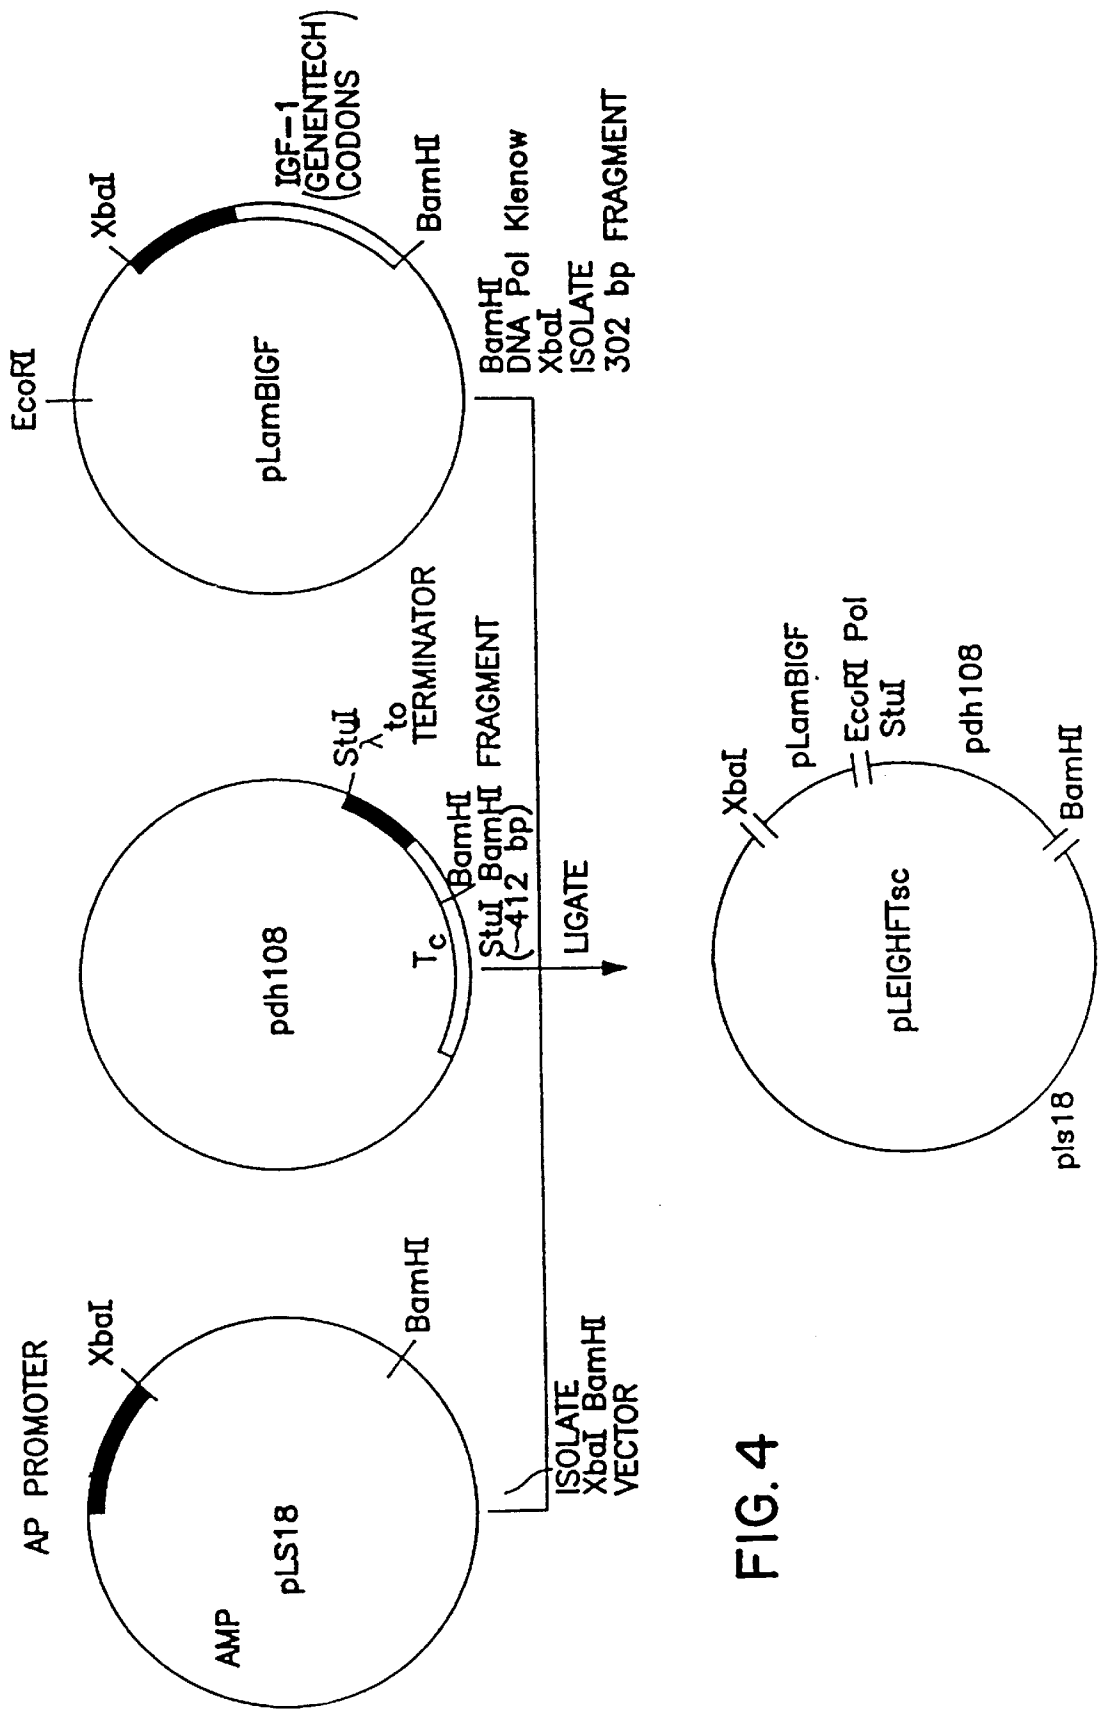 AP PROMOTER
XbaI
AMP
pLS18
BamHI
ISOLATE
XbaI BamHI
VECTOR
pdh108
StuI
λ to
TERMINATOR
Tc
BamHI
StuI BamHI FRAGMENT
(~412 bp)
LIGATE
EcoRI
XbaI
pLamBIGF
IGF-1
(GENENTECH)
(CODONS)
BamHI
BamHI
DNA Pol Klenow
XbaI
ISOLATE
302 bp FRAGMENT
XbaI
pLamBIGF
EcoRI Pol
StuI
pdh108
BamHI
pLEIGHFTsc
pls18
FIG. 4